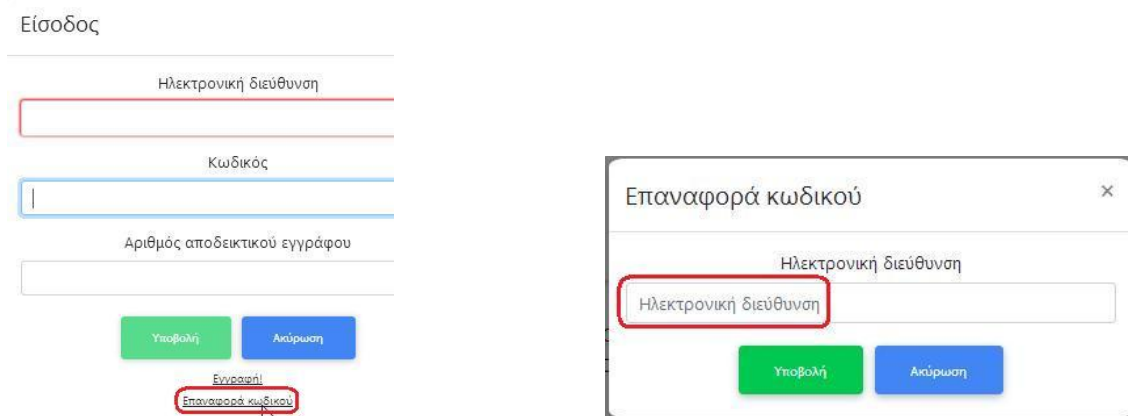 Είσοδος
Ηλεκτρονική διεύθυνση
Κωδικός
Αριθμός αποδεικτικού εγγράφου
Υποβολή Ακύρωση
Εγγραφή!
Επαναφορά κωδικού
Επαναφορά κωδικού ×
Ηλεκτρονική διεύθυνση
Ηλεκτρονική διεύθυνση
Υποβολή Ακύρωση